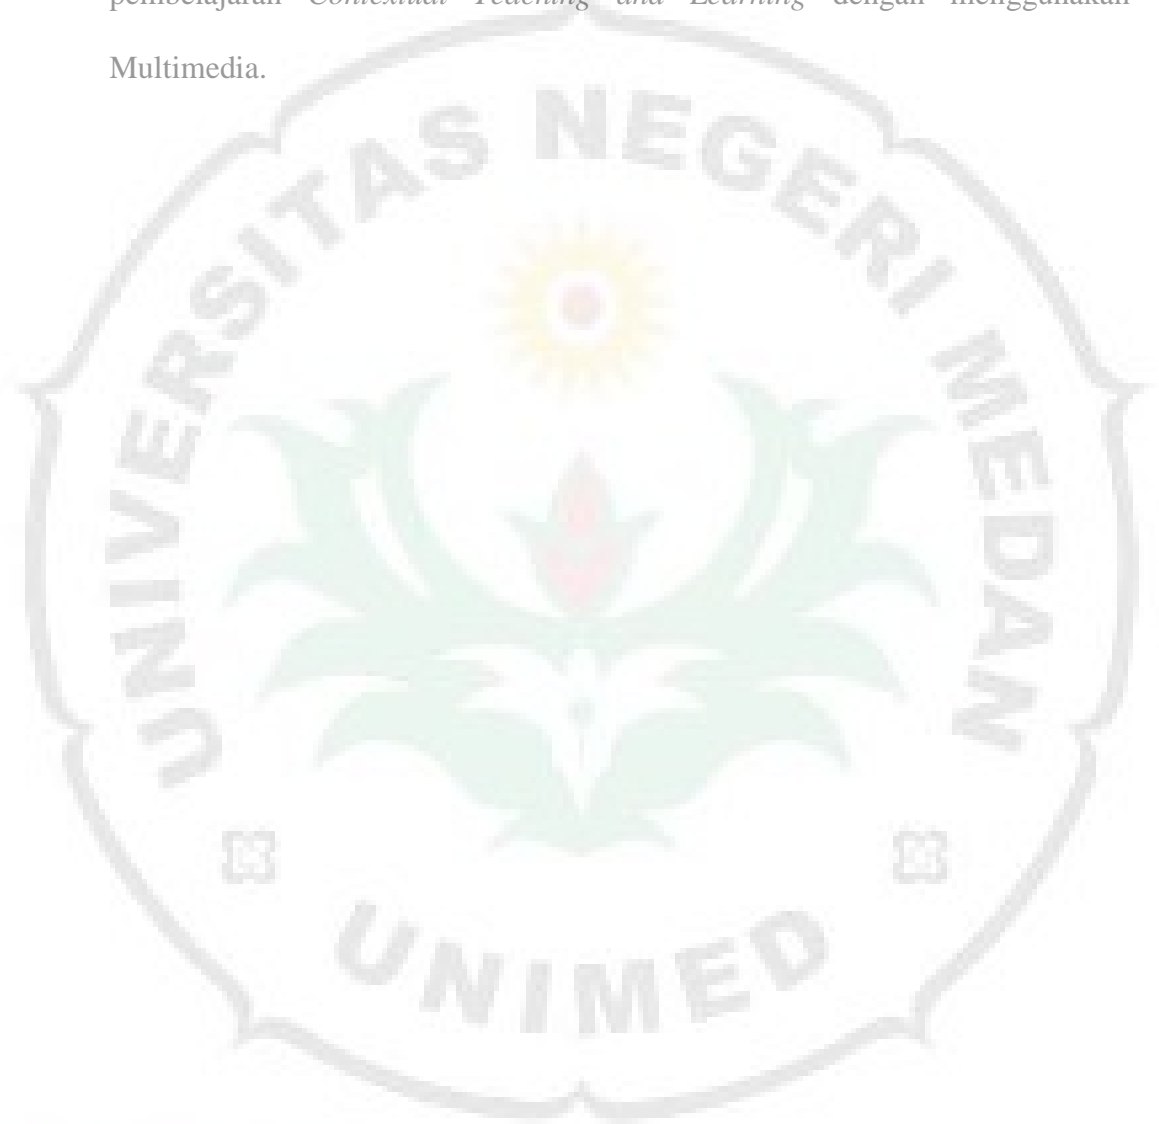 pembelajaran Contextual Teaching and Learning dengan menggunakan
Multimedia.
UNIVERSITAS NEGERI MEDAN
UNIMED